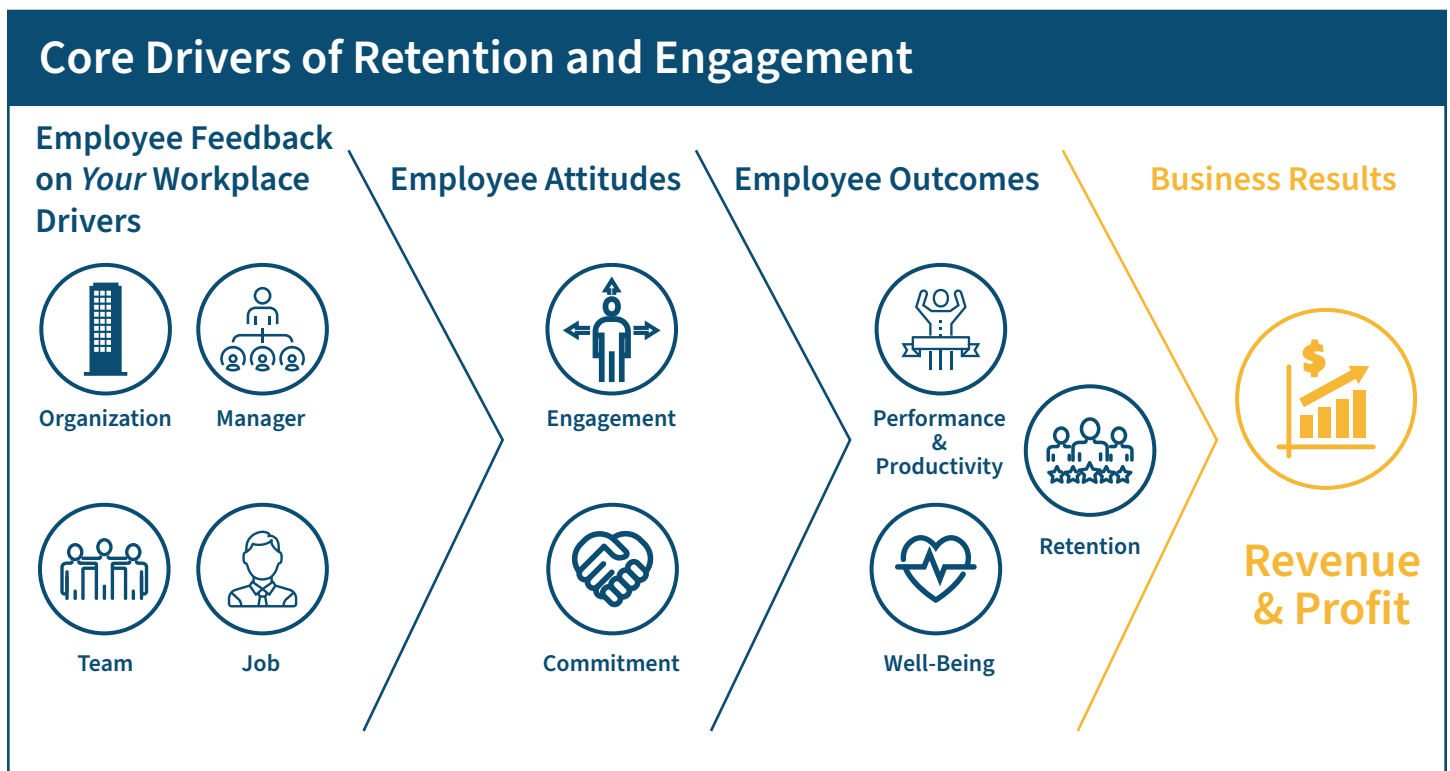 Core Drivers of Retention and Engagement
Employee Feedback
on Your Workplace
Drivers
Organization
Manager
Team
Job
Employee Attitudes
Engagement
Commitment
Employee Outcomes
Performance
&
Productivity
Retention
Well-Being
Business Results
$
Revenue
& Profit